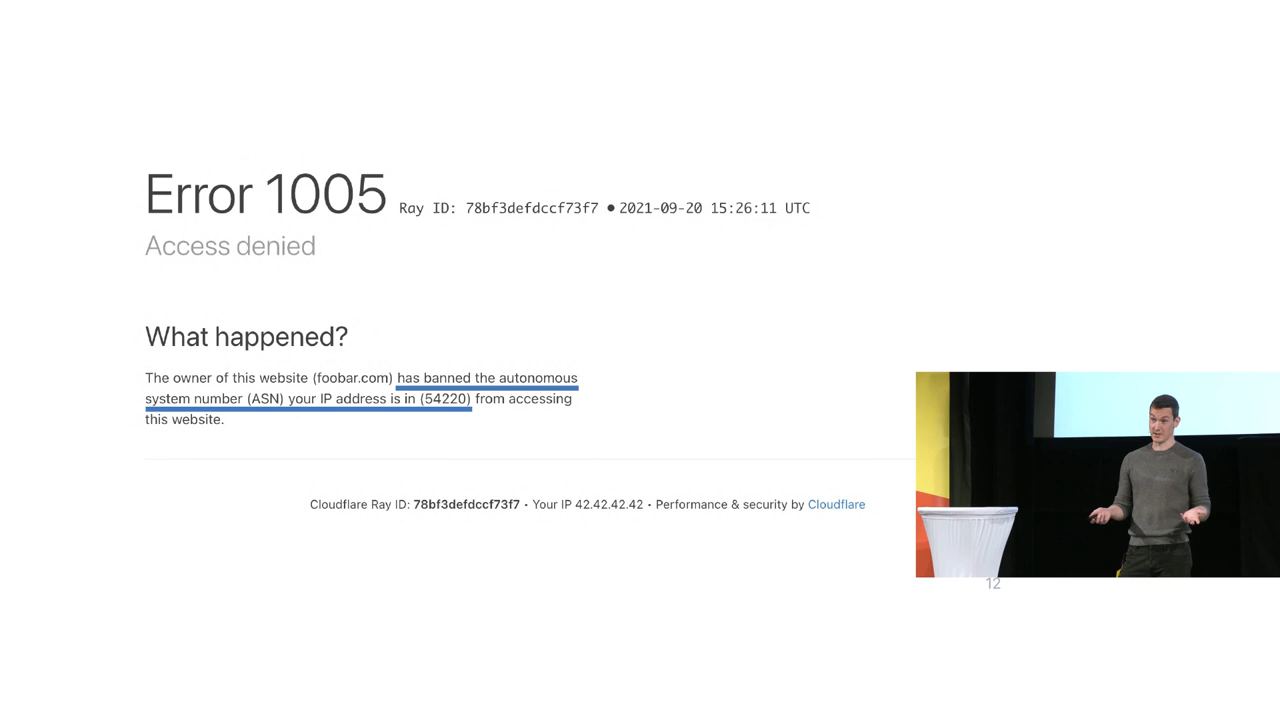 Error 1005 Ray ID: 78bf3defdccf73f7 ● 2021-09-20 15:26:11 UTC
Access denied
What happened?
The owner of this website (foobar.com) has banned the autonomous
system number (ASN) your IP address is in (54220) from accessing
this website.
Cloudflare Ray ID: 78bf3defdccf73f7 • Your IP 42.42.42.42 • Performance & security by Cloudflare
12